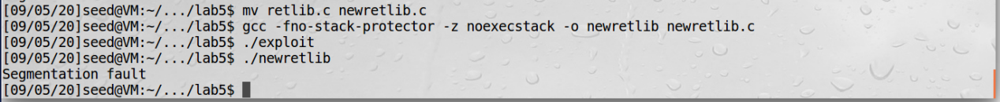 [09/05/20]seed@VM:~/.../lab5$ mv retlib.c newretlib.c
[09/05/20]seed@VM:~/.../lab5$ gcc -fno-stack-protector -z noexecstack -o newretlib newretlib.c
[09/05/20]seed@VM:~/.../lab5$ ./exploit
[09/05/20]seed@VM:~/.../lab5$ ./newretlib
Segmentation fault
[09/05/20]seed@VM:~/.../lab5$